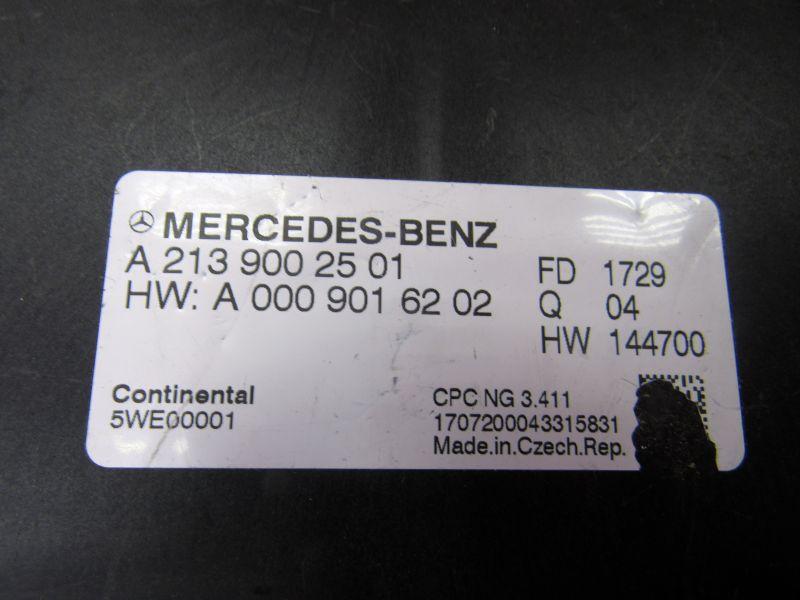 MERCEDES-BENZ
A 213 900 25 01
HW: A 000 901 62 02
FD 1729
Q 04
HW 144700
Continental
5WE00001
CPC NG 3.411
1707200043315831
Made.in.Czech.Rep.